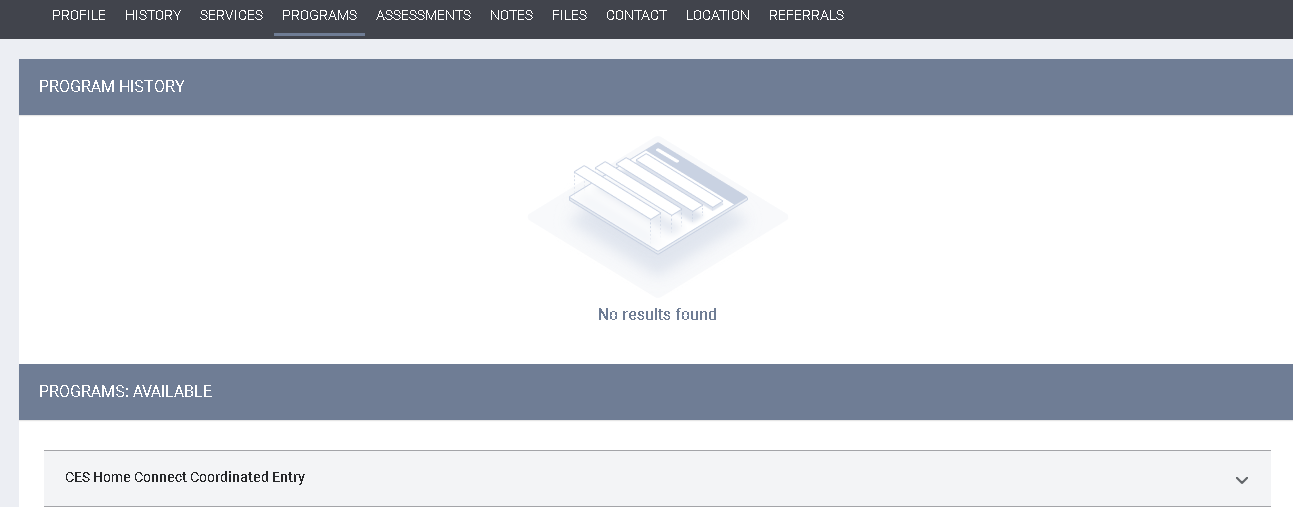 PROFILE HISTORY SERVICES PROGRAMS ASSESSMENTS NOTES FILES CONTACT LOCATION REFERRALS
PROGRAM HISTORY
No results found
PROGRAMS: AVAILABLE
CES Home Connect Coordinated Entry